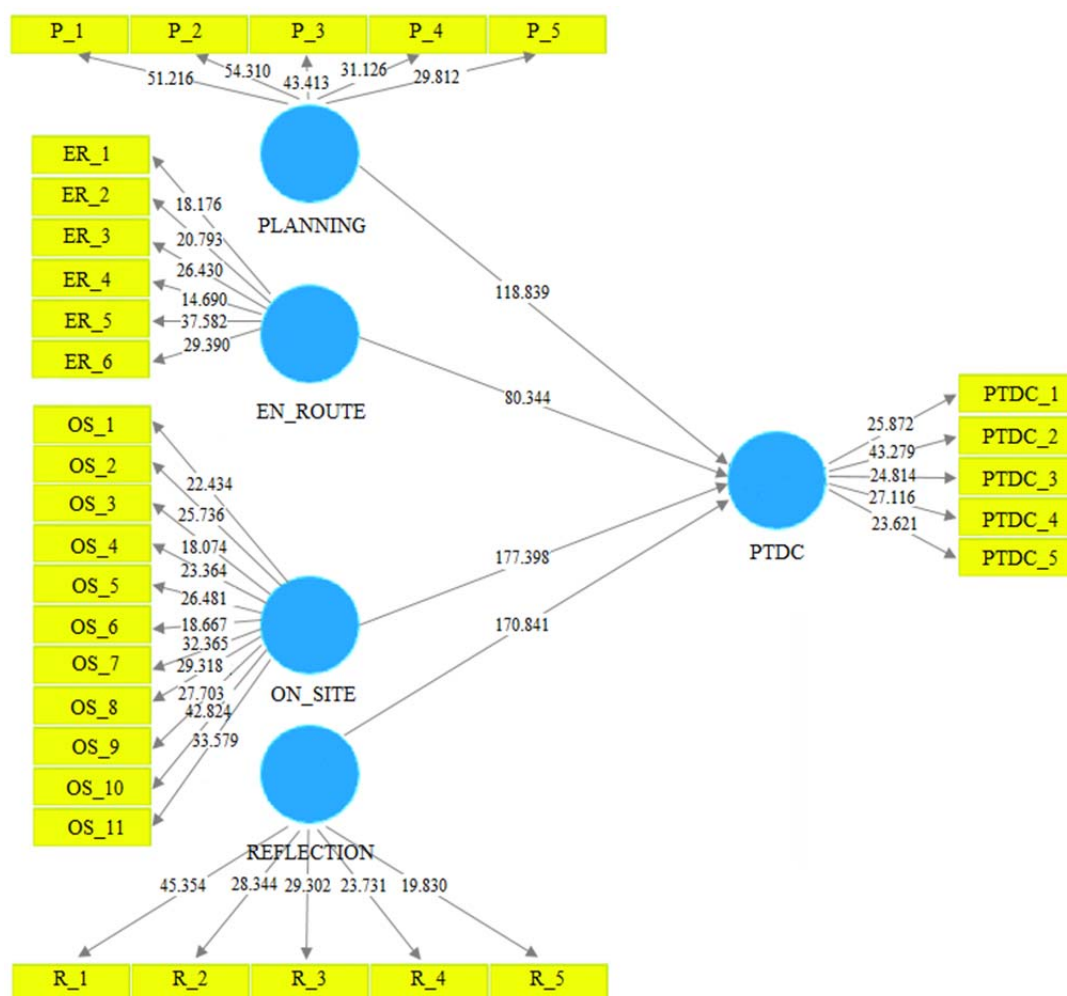 P_1 P_2 P_3 P_4 P_5
51.216 54.310 43.413 31.126 29.812
PLANNING
ER_1
ER_2
ER_3
ER_4
ER_5
ER_6
18.176
20.793
26.430
14.690
37.582
29.390
EN_ROUTE
118.839
80.344
177.398
170.841
OS_1
OS_2
OS_3
OS_4
OS_5
OS_6
OS_7
OS_8
OS_9
OS_10
OS_11
22.434
25.736
18.074
23.364
26.481
18.667
32.365
29.318
27.703
42.824
33.579
ON_SITE
PTDC
25.872
43.279
24.814
27.116
23.621
PTDC_1
PTDC_2
PTDC_3
PTDC_4
PTDC_5
REFLECTION
45.354 28.344 29.302 23.731 19.830
R_1 R_2 R_3 R_4 R_5